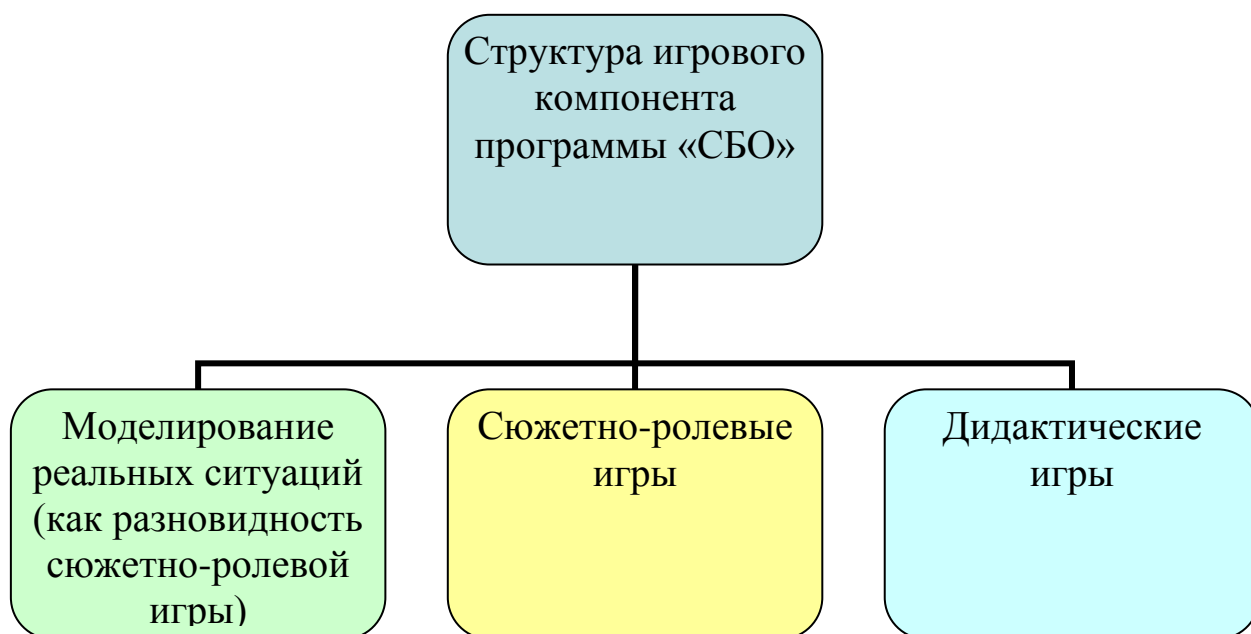 Структура игрового
компонента
программы «СБО»
Моделирование
реальных ситуаций
(как разновидность
сюжетно-ролевой
игры)
Сюжетно-ролевые
игры
Дидактические
игры